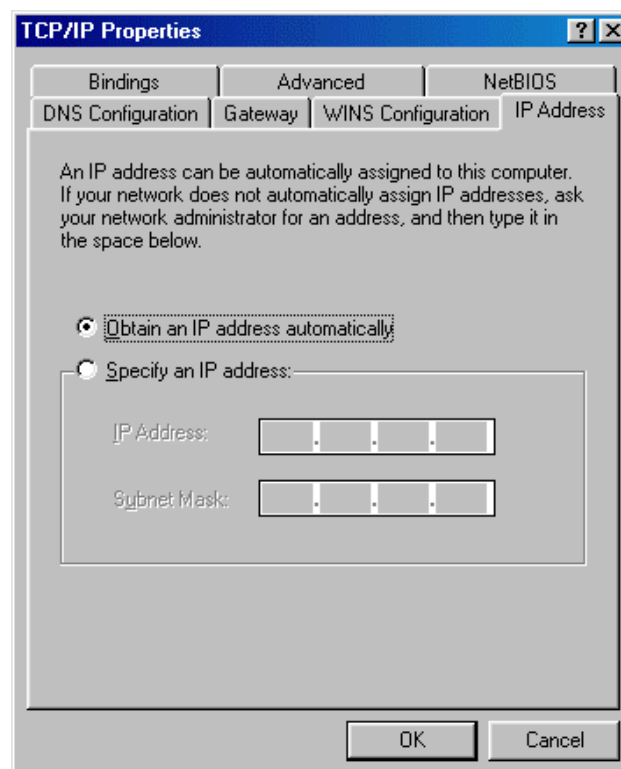 TCP/IP Properties
Bindings Advanced NetBIOS
DNS Configuration Gateway WINS Configuration IP Address
An IP address can be automatically assigned to this computer.
If your network does not automatically assign IP addresses, ask
your network administrator for an address, and then type it in
the space below.
Obtain an IP address automatically
Specify an IP address:
IP Address:
Subnet Mask:
OK Cancel